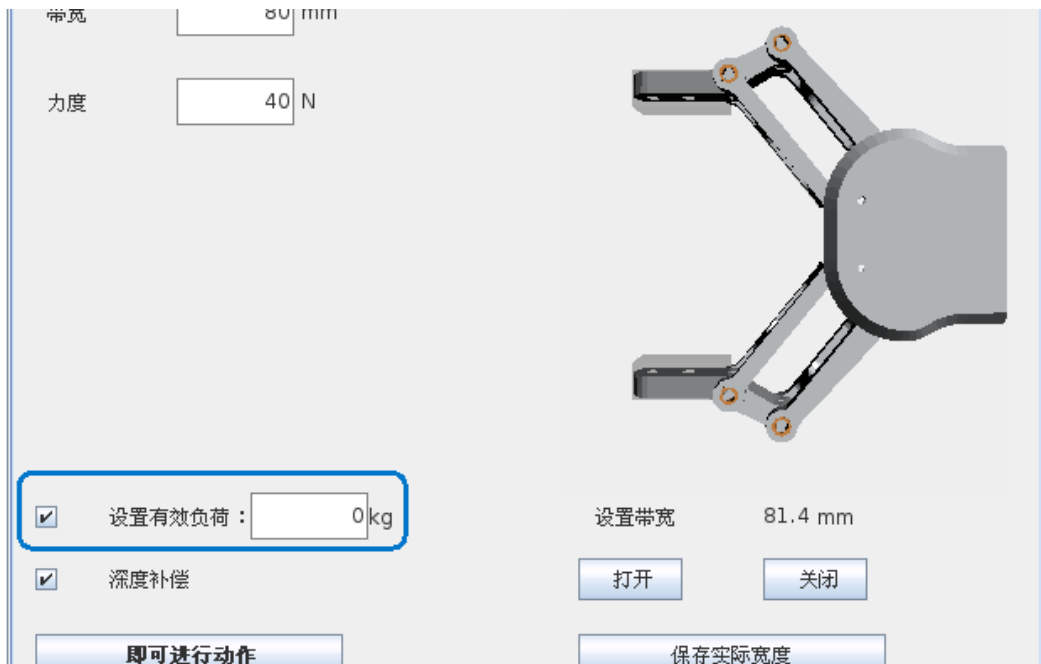 带宽 80 mm
力度 40 N
设置有效负荷： 0 kg
设置带宽 81.4 mm
深度补偿
打开 关闭
即可进行动作
保存实际宽度